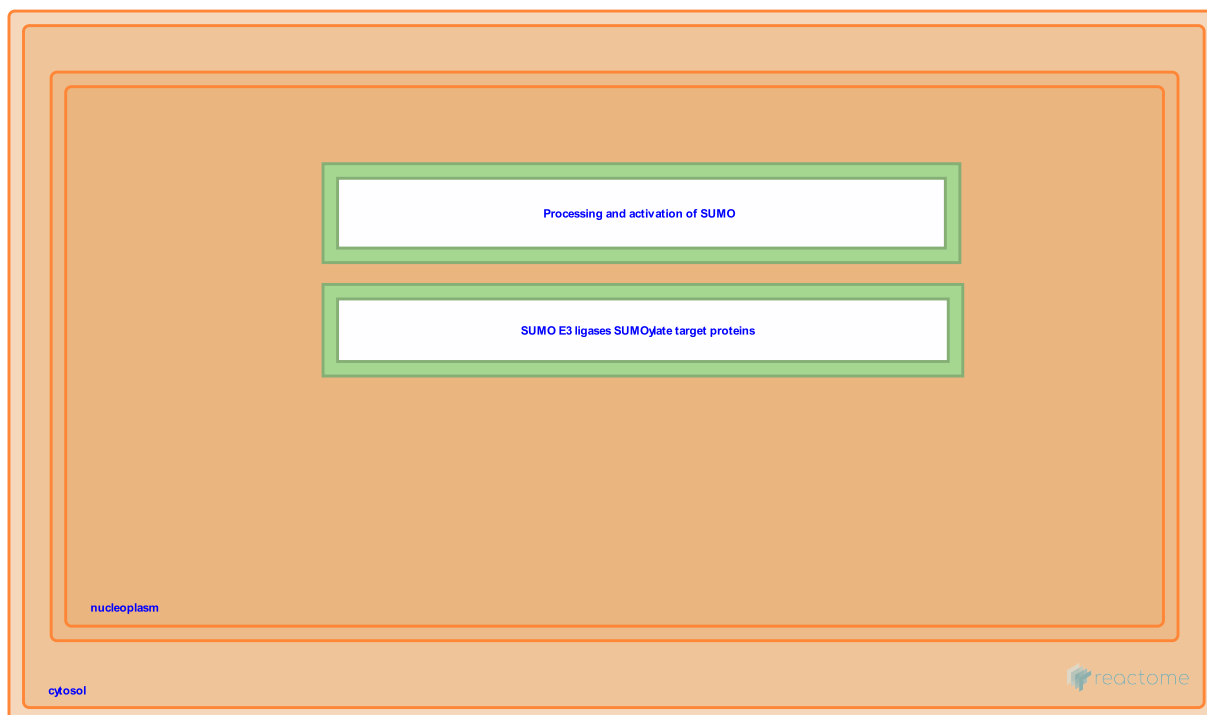 Processing and activation of SUMO
SUMO E3 ligases SUMOylate target proteins
nucleoplasm
cytosol
reactome